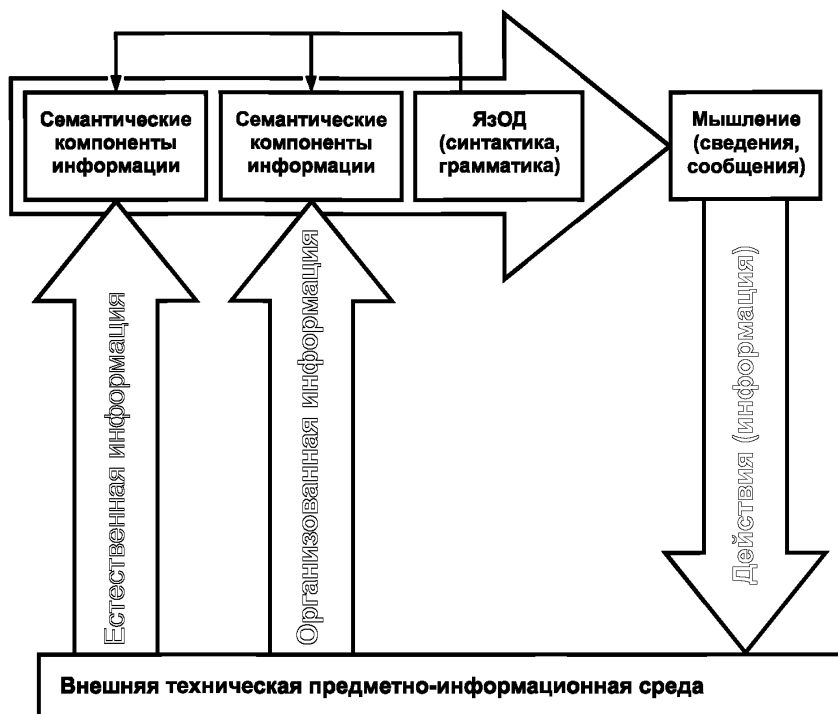 Семантические
компоненты
информации
Семантические
компоненты
информации
ЯзОД
(синтактика,
грамматика)
Мышление
(сведения,
сообщения)
Естественная информация
Организованная информация
Действия (информация)
Внешняя техническая предметно-информационная среда